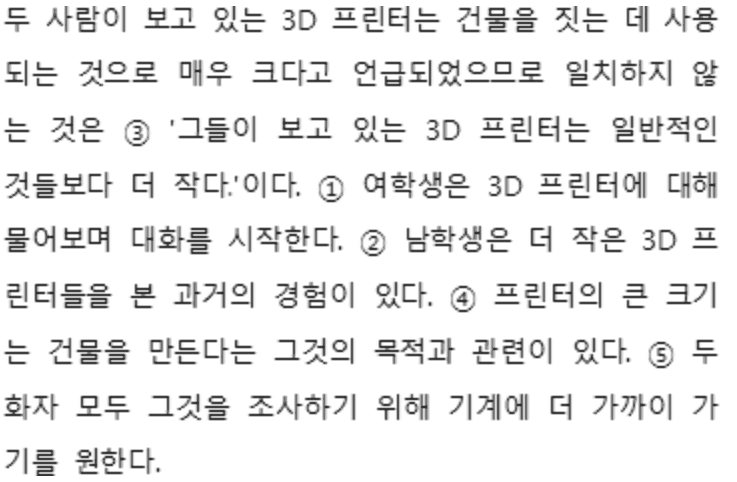 두 사람이 보고 있는 3D 프린터는 건물을 짓는 데 사용
되는 것으로 매우 크다고 언급되었으므로 일치하지 않
는 것은 ③ '그들이 보고 있는 3D 프린터는 일반적인
것들보다 더 작다.'이다. ① 여학생은 3D 프린터에 대해
물어보며 대화를 시작한다. ② 남학생은 더 작은 3D 프
린터들을 본 과거의 경험이 있다. ④ 프린터의 큰 크기
는 건물을 만든다는 그것의 목적과 관련이 있다. ⑤ 두
화자 모두 그것을 조사하기 위해 기계에 더 가까이 가
기를 원한다.